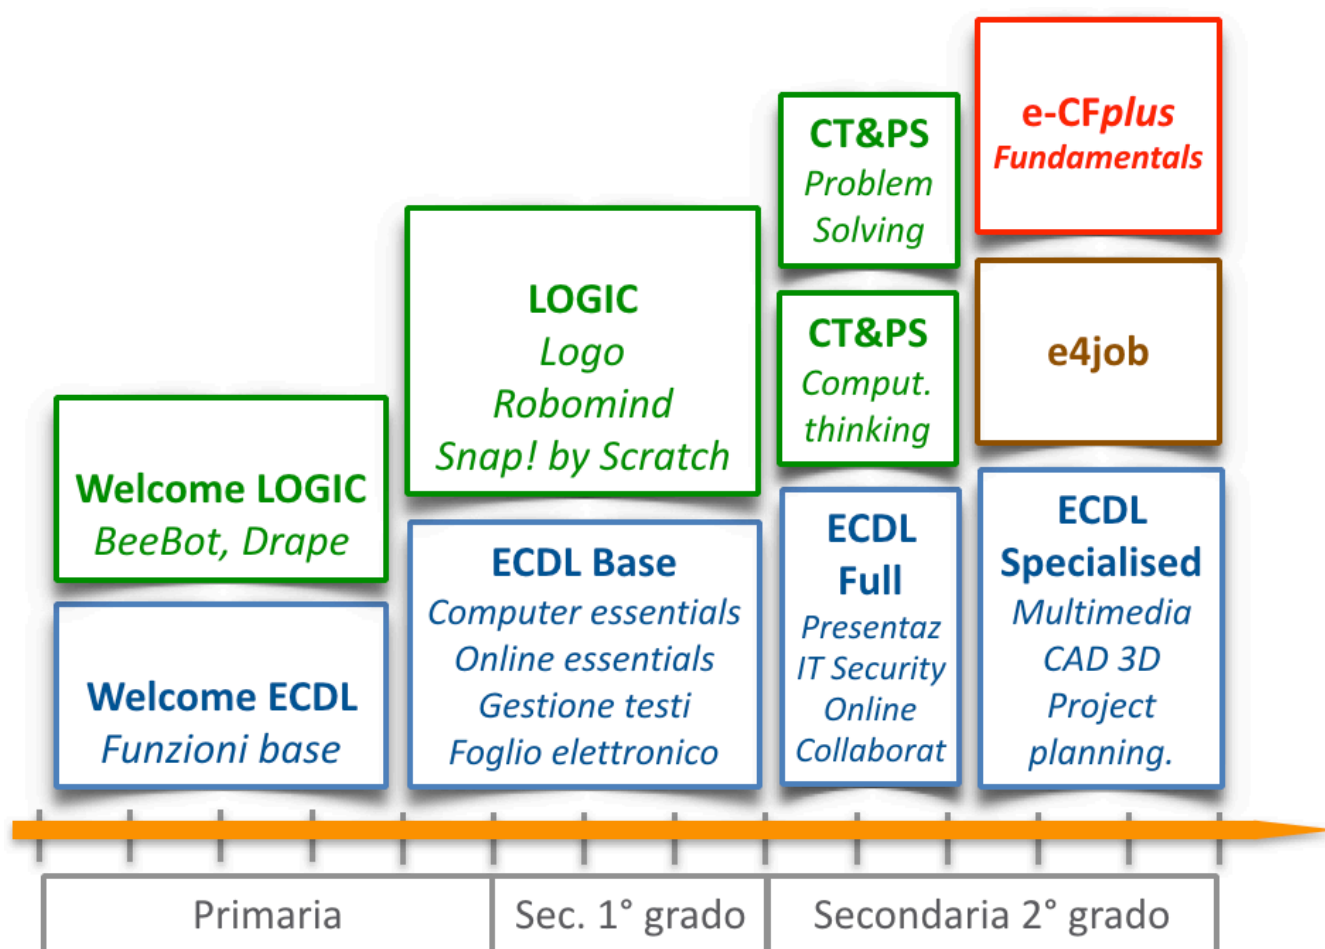 Welcome LOGIC
BeeBot, Drape
Welcome ECDL
Funzioni base
LOGIC
Logo
Robomind
Snap! by Scratch
ECDL Base
Computer essentials
Online essentials
Gestione testi
Foglio elettronico
CT&PS
Problem
Solving
CT&PS
Comput.
thinking
ECDL
Full
Presentaz
IT Security
Online
Collaborat
e-CFplus
Fundamentals
e4job
ECDL
Specialised
Multimedia
CAD 3D
Project
planning.
Primaria
Sec. 1° grado
Secondaria 2° grado